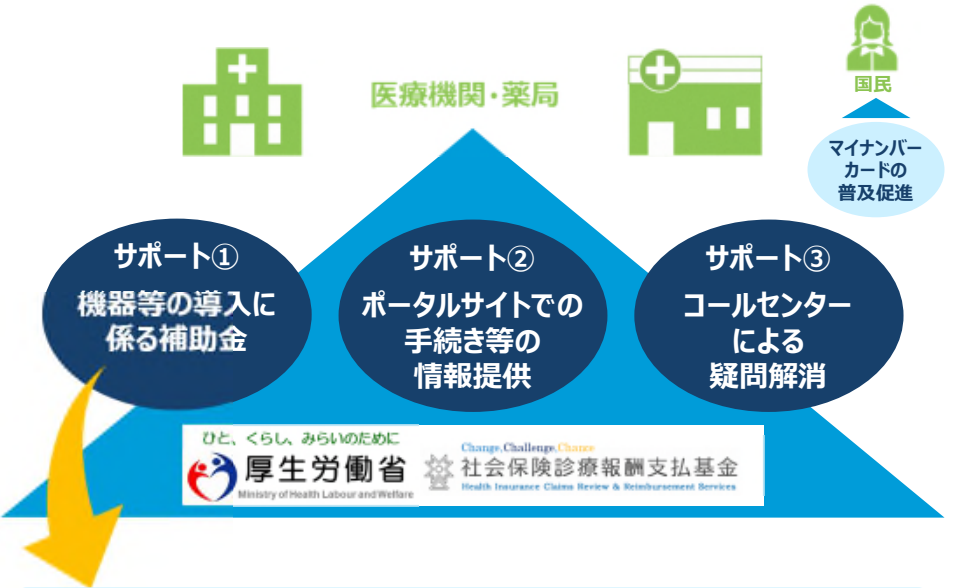 医療機関・薬局
国民
マイナンバー
カードの
普及促進
サポート①
機器等の導入に
係る補助金
サポート②
ポータルサイトでの
手続き等の
情報提供
サポート③
コールセンター
による
疑問解消
ひと、くらし、みらいのために
厚生労働省
Ministry of Health Labour and Welfare
Change,Challenge,Chance
社会保険診療報酬支払基金
Health Insurance Claims Review & Reimbursement Services